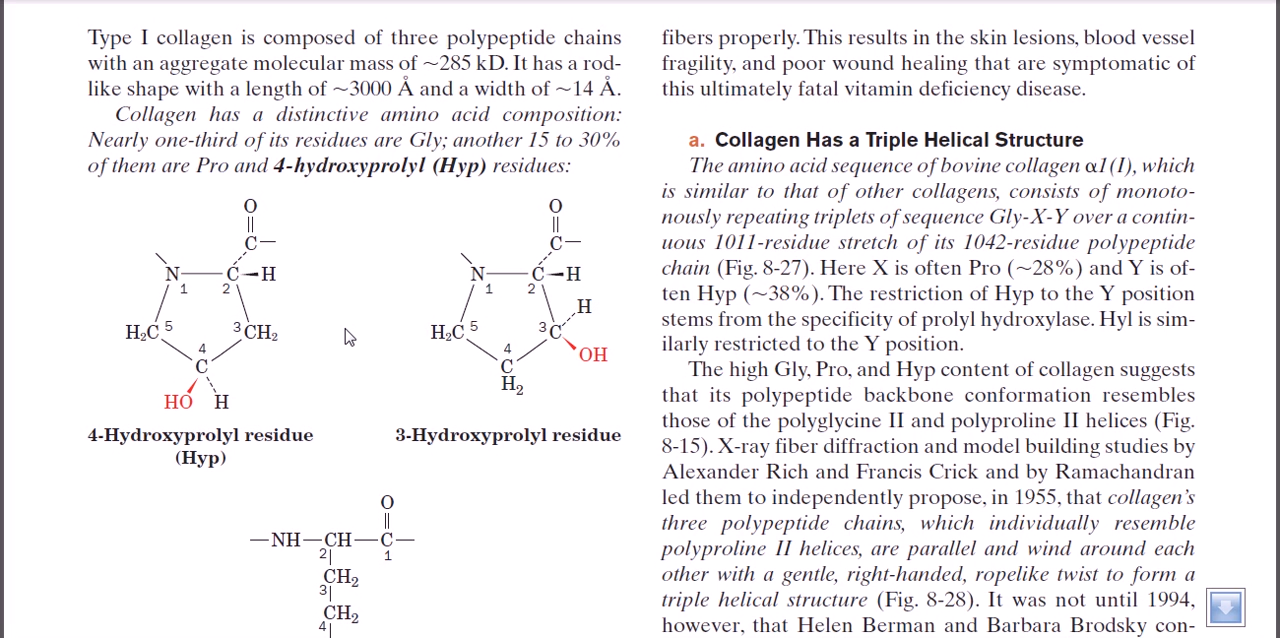 Type I collagen is composed of three polypeptide chains
with an aggregate molecular mass of ~285 kD. It has a rod-
like shape with a length of ~3000 Å and a width of ~14 Å.
Collagen has a distinctive amino acid composition:
Nearly one-third of its residues are Gly; another 15 to 30%
of them are Pro and 4-hydroxyprolyl (Hyp) residues:
O
C
N C H
1 2
H₂C 5 3 CH₂
4
C
HO H
4-Hydroxyprolyl residue
(Hyp)
O
C
N C H
1 2
H
H₂C 5 3 C
4 OH
C
H₂
3-Hydroxyprolyl residue
O
—NH—CH—C—
2 1
CH₂
3
CH₂
4
fibers properly. This results in the skin lesions, blood vessel
fragility, and poor wound healing that are symptomatic of
this ultimately fatal vitamin deficiency disease.
a. Collagen Has a Triple Helical Structure
The amino acid sequence of bovine collagen α1(I), which
is similar to that of other collagens, consists of monoto-
nously repeating triplets of sequence Gly-X-Y over a contin-
uous 1011-residue stretch of its 1042-residue polypeptide
chain (Fig. 8-27). Here X is often Pro (~28%) and Y is of-
ten Hyp (~38%). The restriction of Hyp to the Y position
stems from the specificity of prolyl hydroxylase. Hyl is sim-
ilarly restricted to the Y position.
The high Gly, Pro, and Hyp content of collagen suggests
that its polypeptide backbone conformation resembles
those of the polyglycine II and polyproline II helices (Fig.
8-15). X-ray fiber diffraction and model building studies by
Alexander Rich and Francis Crick and by Ramachandran
led them to independently propose, in 1955, that collagen's
three polypeptide chains, which individually resemble
polyproline II helices, are parallel and wind around each
other with a gentle, right-handed, ropelike twist to form a
triple helical structure (Fig. 8-28). It was not until 1994,
however, that Helen Berman and Barbara Brodsky con-